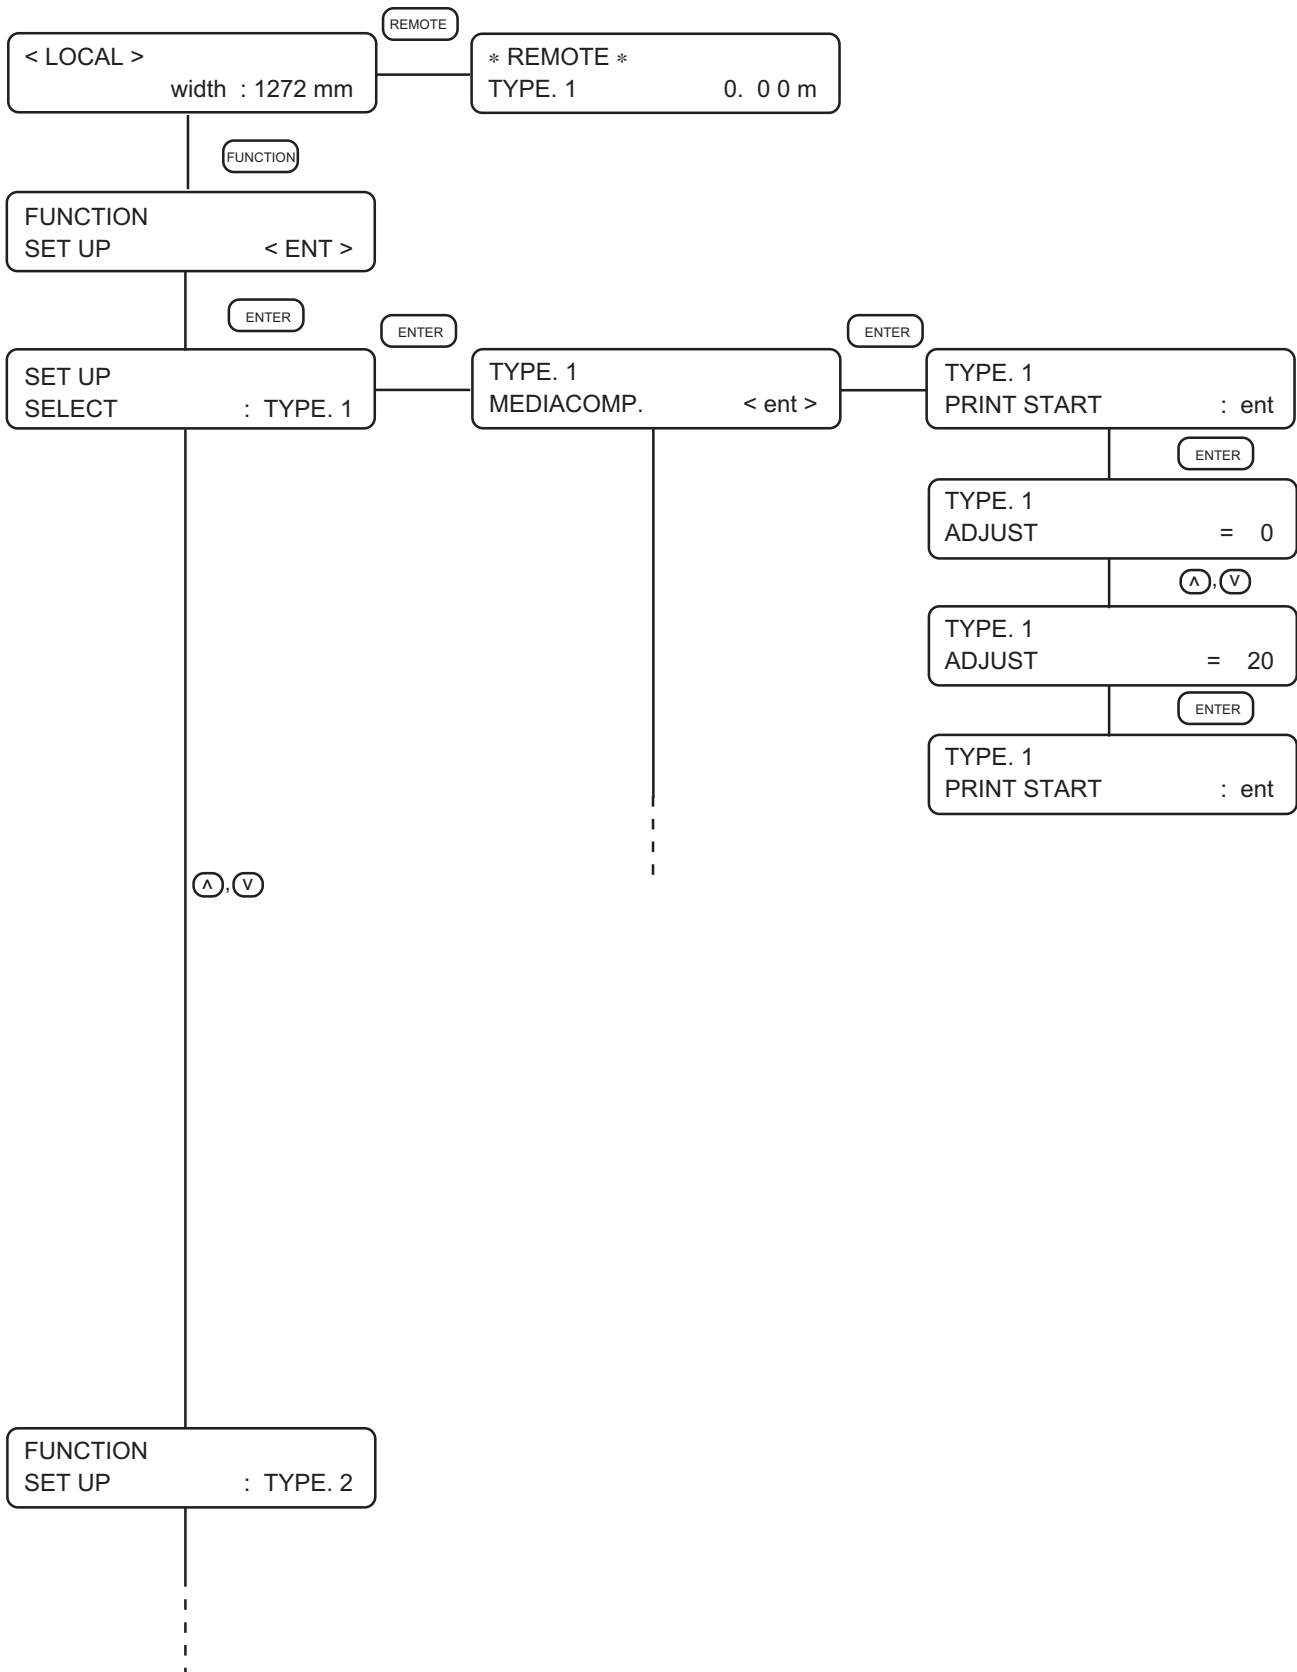 REMOTE
< LOCAL >
width : 1272 mm
∗ REMOTE ∗
TYPE. 1 0. 0 0 m
FUNCTION
FUNCTION
SET UP < ENT >
ENTER
ENTER
ENTER
SET UP
SELECT : TYPE. 1
TYPE. 1
MEDIACOMP. < ent >
TYPE. 1
PRINT START : ent
ENTER
TYPE. 1
ADJUST = 0
∧ , ∨
TYPE. 1
ADJUST = 20
ENTER
TYPE. 1
PRINT START : ent
∧ , ∨
FUNCTION
SET UP : TYPE. 2